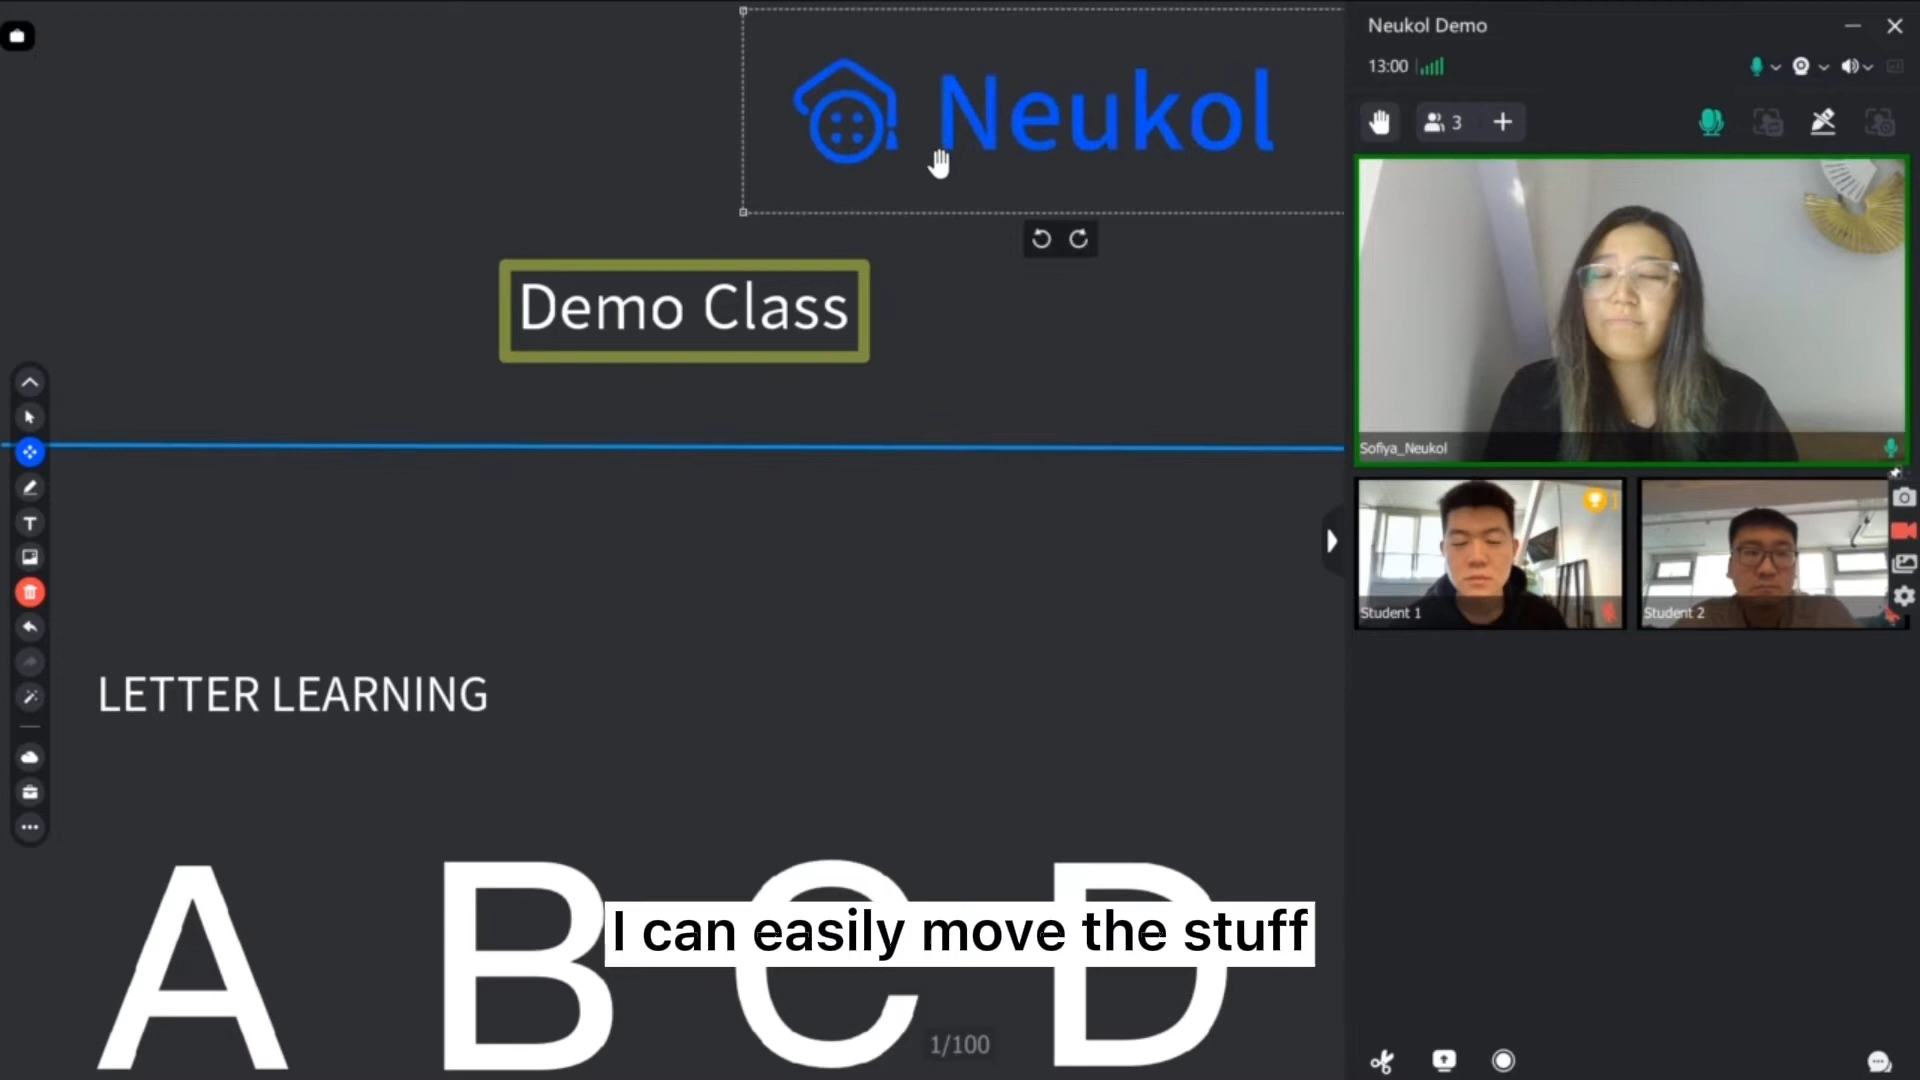 Neukol
Demo Class
LETTER LEARNING
A B C D
I can easily move the stuff
1/100
Neukol Demo
13:00
3
Sofiya_Neukol
1
Student 1
Student 2